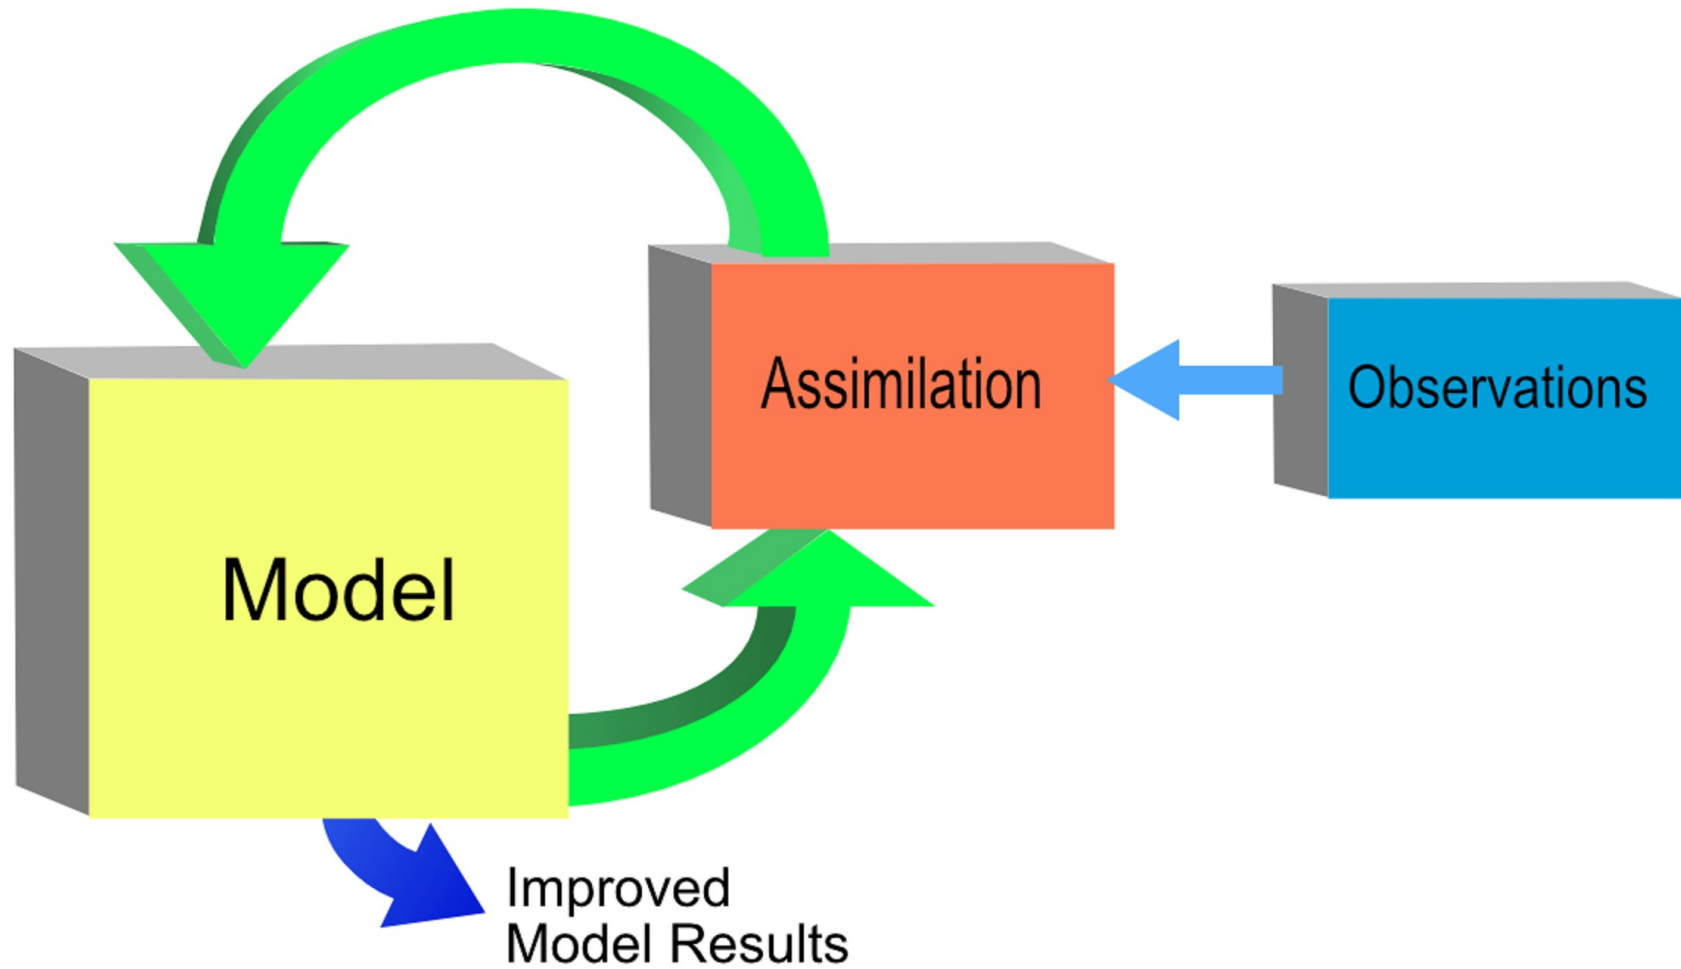 Assimilation
Observations
Model
Improved
Model Results